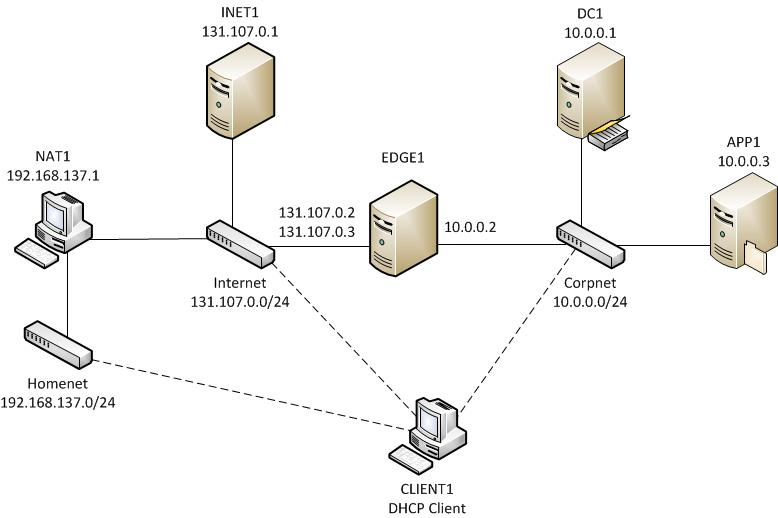 INET1
131.107.0.1
DC1
10.0.0.1
NAT1
192.168.137.1
EDGE1
APP1
10.0.0.3
131.107.0.2
131.107.0.3
10.0.0.2
Internet
131.107.0.0/24
Corpnet
10.0.0.0/24
Homenet
192.168.137.0/24
CLIENT1
DHCP Client